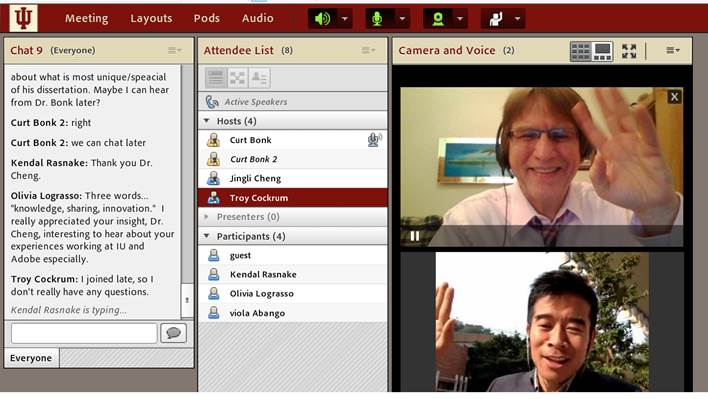 Meeting Layouts Pods Audio
Chat 9 (Everyone)
about what is most unique/speacial
of his dissertation. Maybe I can hear
from Dr. Bonk later?
Curt Bonk 2: right
Curt Bonk 2: we can chat later
Kendal Rasnake: Thank you Dr.
Cheng.
Olivia Lograsso: Three words...
"knowledge, sharing, innovation." I
really appreciated your insight, Dr.
Cheng, interesting to hear about your
experiences working at IU and
Adobe especially.
Troy Cockrum: I joined late, so I
don't really have any questions.
Kendal Rasnake is typing...
Everyone
Attendee List (8)
Active Speakers
Hosts (4)
Curt Bonk
Curt Bonk 2
Jingli Cheng
Troy Cockrum
Presenters (0)
Participants (4)
guest
Kendal Rasnake
Olivia Lograsso
viola Abango
Camera and Voice (2)
X